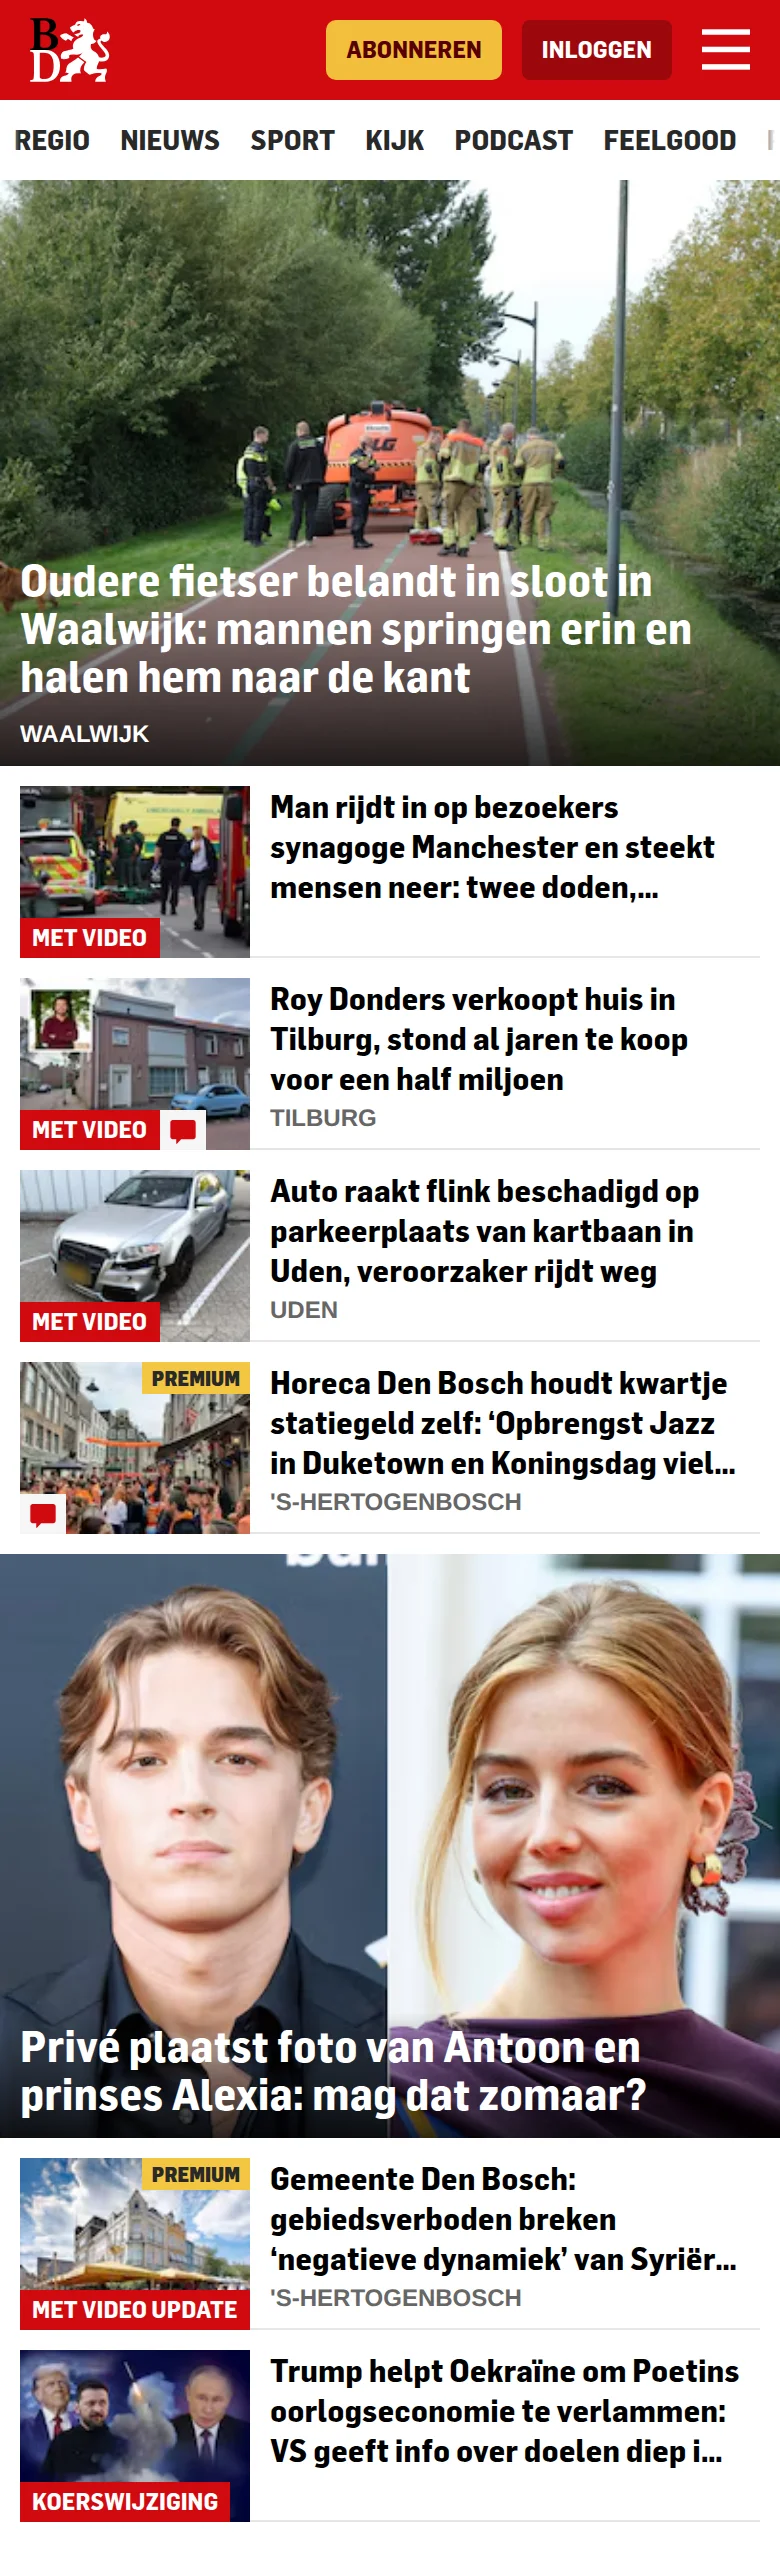 B
D
ABONNEREN
INLOGGEN
REGIO NIEUWS SPORT KIJK PODCAST FEELGOOD
LG
Oudere fietser belandt in sloot in
Waalwijk: mannen springen erin en
halen hem naar de kant
WAALWIJK
Man rijdt in op bezoekers
synagoge Manchester en steekt
mensen neer: twee doden,...
MET VIDEO
Roy Donders verkoopt huis in
Tilburg, stond al jaren te koop
voor een half miljoen
TILBURG
MET VIDEO
Auto raakt flink beschadigd op
parkeerplaats van kartbaan in
Uden, veroorzaker rijdt weg
UDEN
MET VIDEO
PREMIUM
Horeca Den Bosch houdt kwartje
statiegeld zelf: ‘Opbrengst Jazz
in Duketown en Koningsdag viel...
'S-HERTOGENBOSCH
Privé plaatst foto van Antoon en
prinses Alexia: mag dat zomaar?
PREMIUM
Gemeente Den Bosch:
gebiedsverboden breken
‘negatieve dynamiek’ van Syriër...
'S-HERTOGENBOSCH
MET VIDEO UPDATE
Trump helpt Oekraïne om Poetins
oorlogseconomie te verlammen:
VS geeft info over doelen diep i...
KOERSWIJZIGING